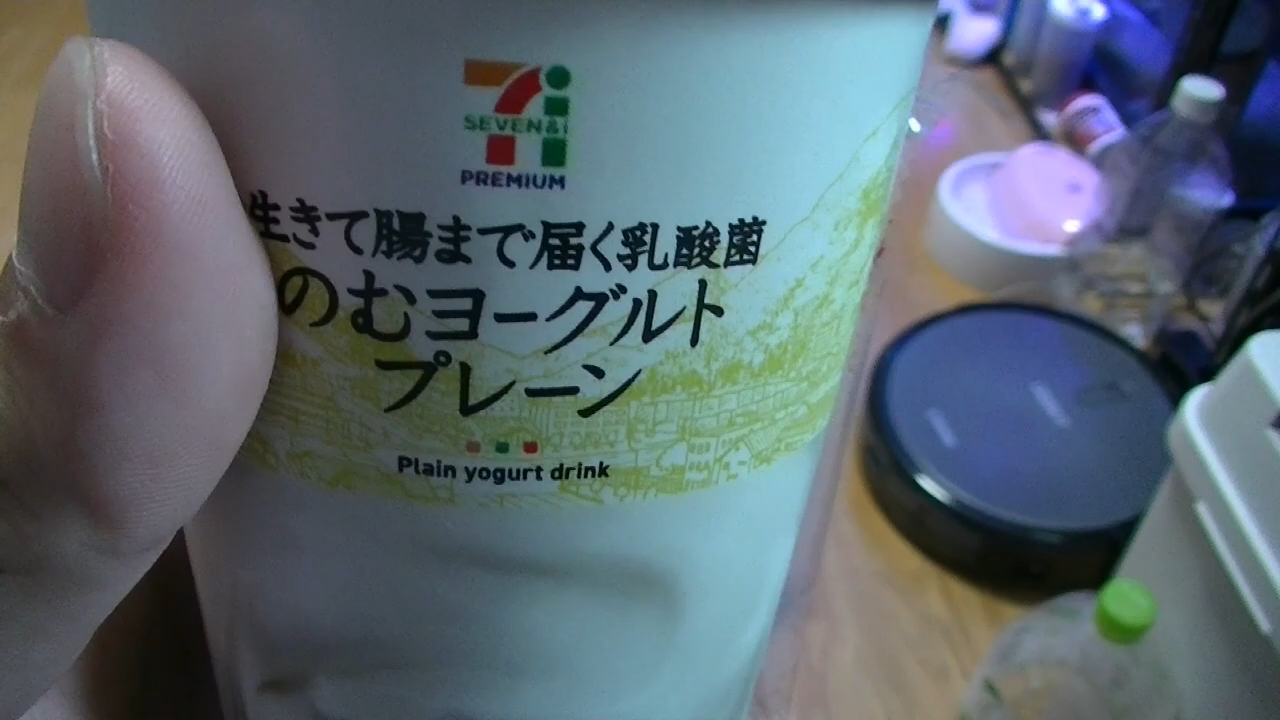 SEVEN&i
PREMIUM
生きて腸まで届く乳酸菌
のむヨーグルト
プレーン
Plain yogurt drink